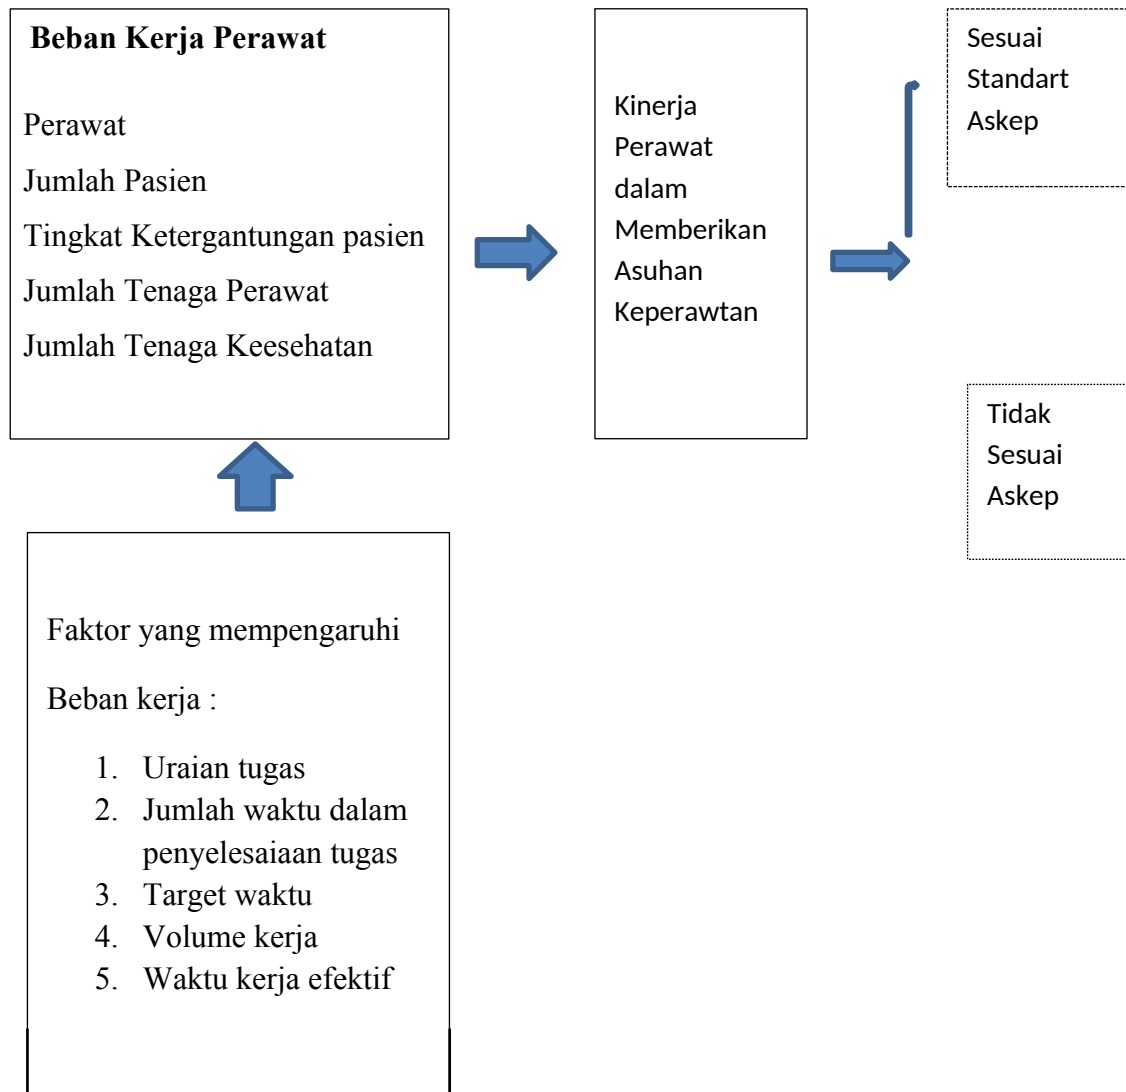 Beban Kerja Perawat
Perawat
Jumlah Pasien
Tingkat Ketergantungan pasien
Jumlah Tenaga Perawat
Jumlah Tenaga Keesehatan
Kinerja
Perawat
dalam
Memberikan
Asuhan
Keperawtan
Sesuai
Standart
Askep
Tidak
Sesuai
Askep
Faktor yang mempengaruhi
Beban kerja :
1. Uraian tugas
2. Jumlah waktu dalam
penyelesaiaan tugas
3. Target waktu
4. Volume kerja
5. Waktu kerja efektif